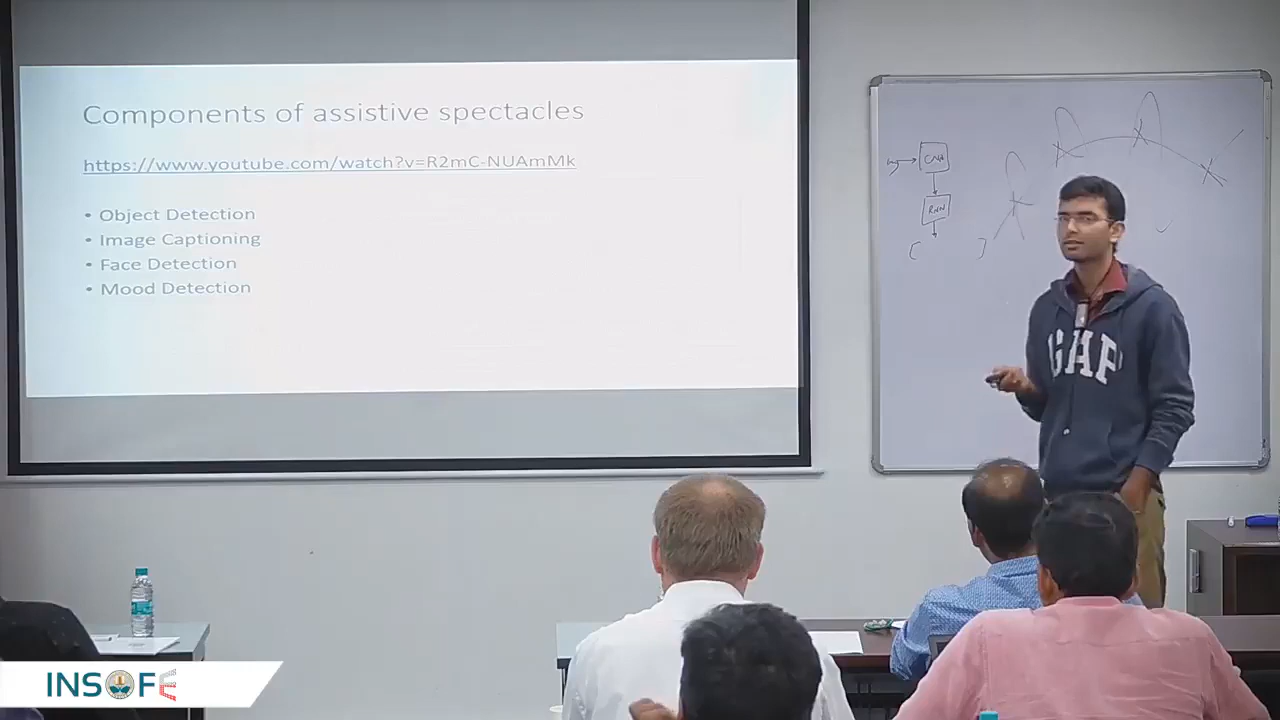 Components of assistive spectacles
https://www.youtube.com/watch?v=R2mC-NUAmMk
• Object Detection
• Image Captioning
• Face Detection
• Mood Detection
CNN
RNN
GAP
INSOFE